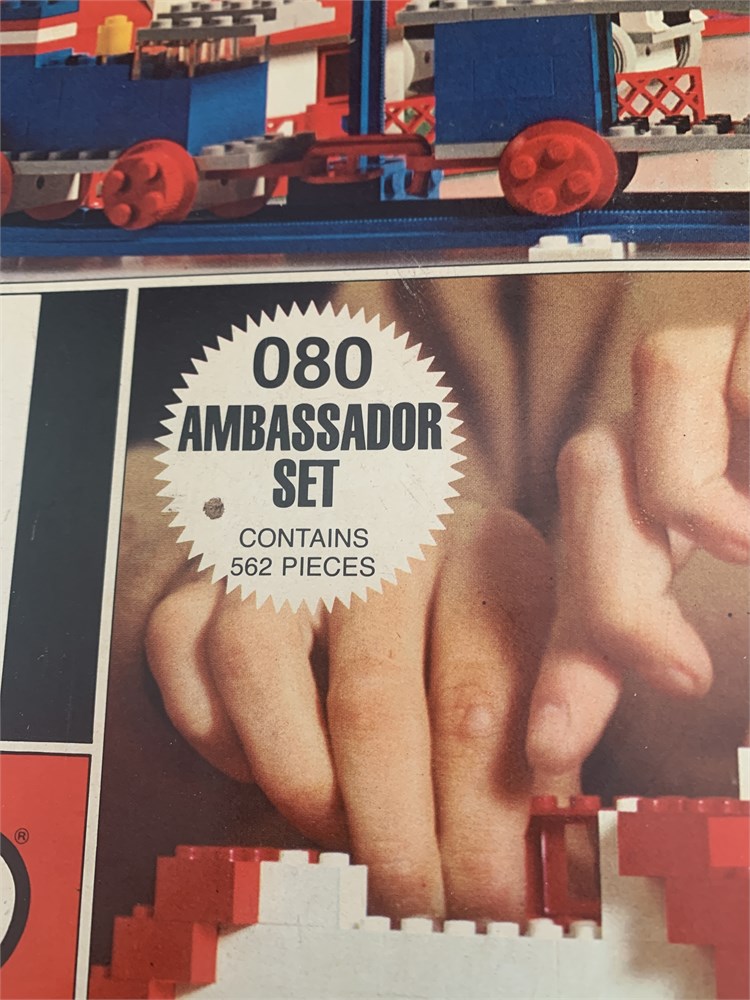 080
AMBASSADOR
SET
CONTAINS
562 PIECES
®